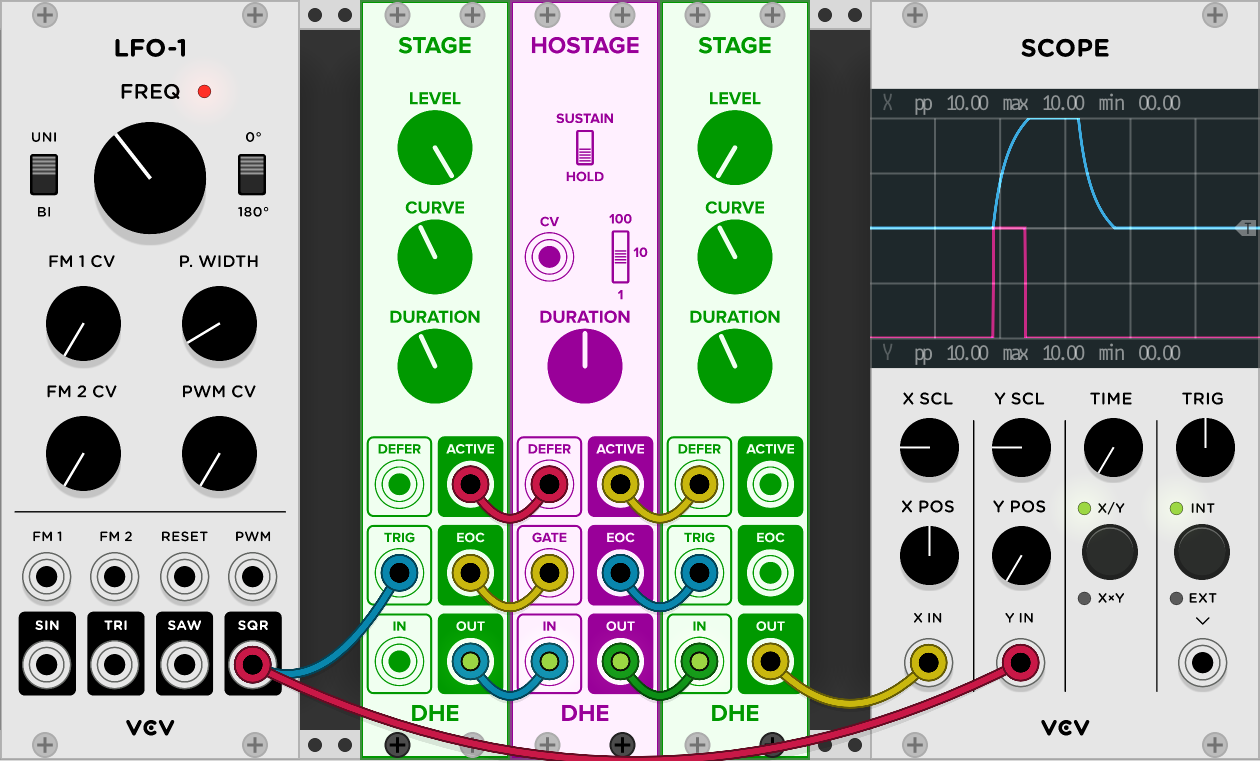 LFO-1
FREQ
UNI
0°
BI
180°
FM 1 CV P. WIDTH
FM 2 CV PWM CV
FM 1 FM 2 RESET PWM
SIN TRI SAW SQR
VCV
STAGE
LEVEL
CURVE
DURATION
DEFER ACTIVE
TRIG EOC
IN OUT
DHE
HOSTAGE
SUSTAIN
HOLD
CV
100
10
1
DURATION
DEFER ACTIVE
GATE EOC
IN OUT
DHE
STAGE
LEVEL
CURVE
DURATION
DEFER ACTIVE
TRIG EOC
IN OUT
DHE
SCOPE
X pp 10.00 max 10.00 min 00.00
T
Y pp 10.00 max 10.00 min 00.00
X SCL Y SCL TIME TRIG
X POS Y POS X/Y INT
X×Y EXT
X IN Y IN
VCV